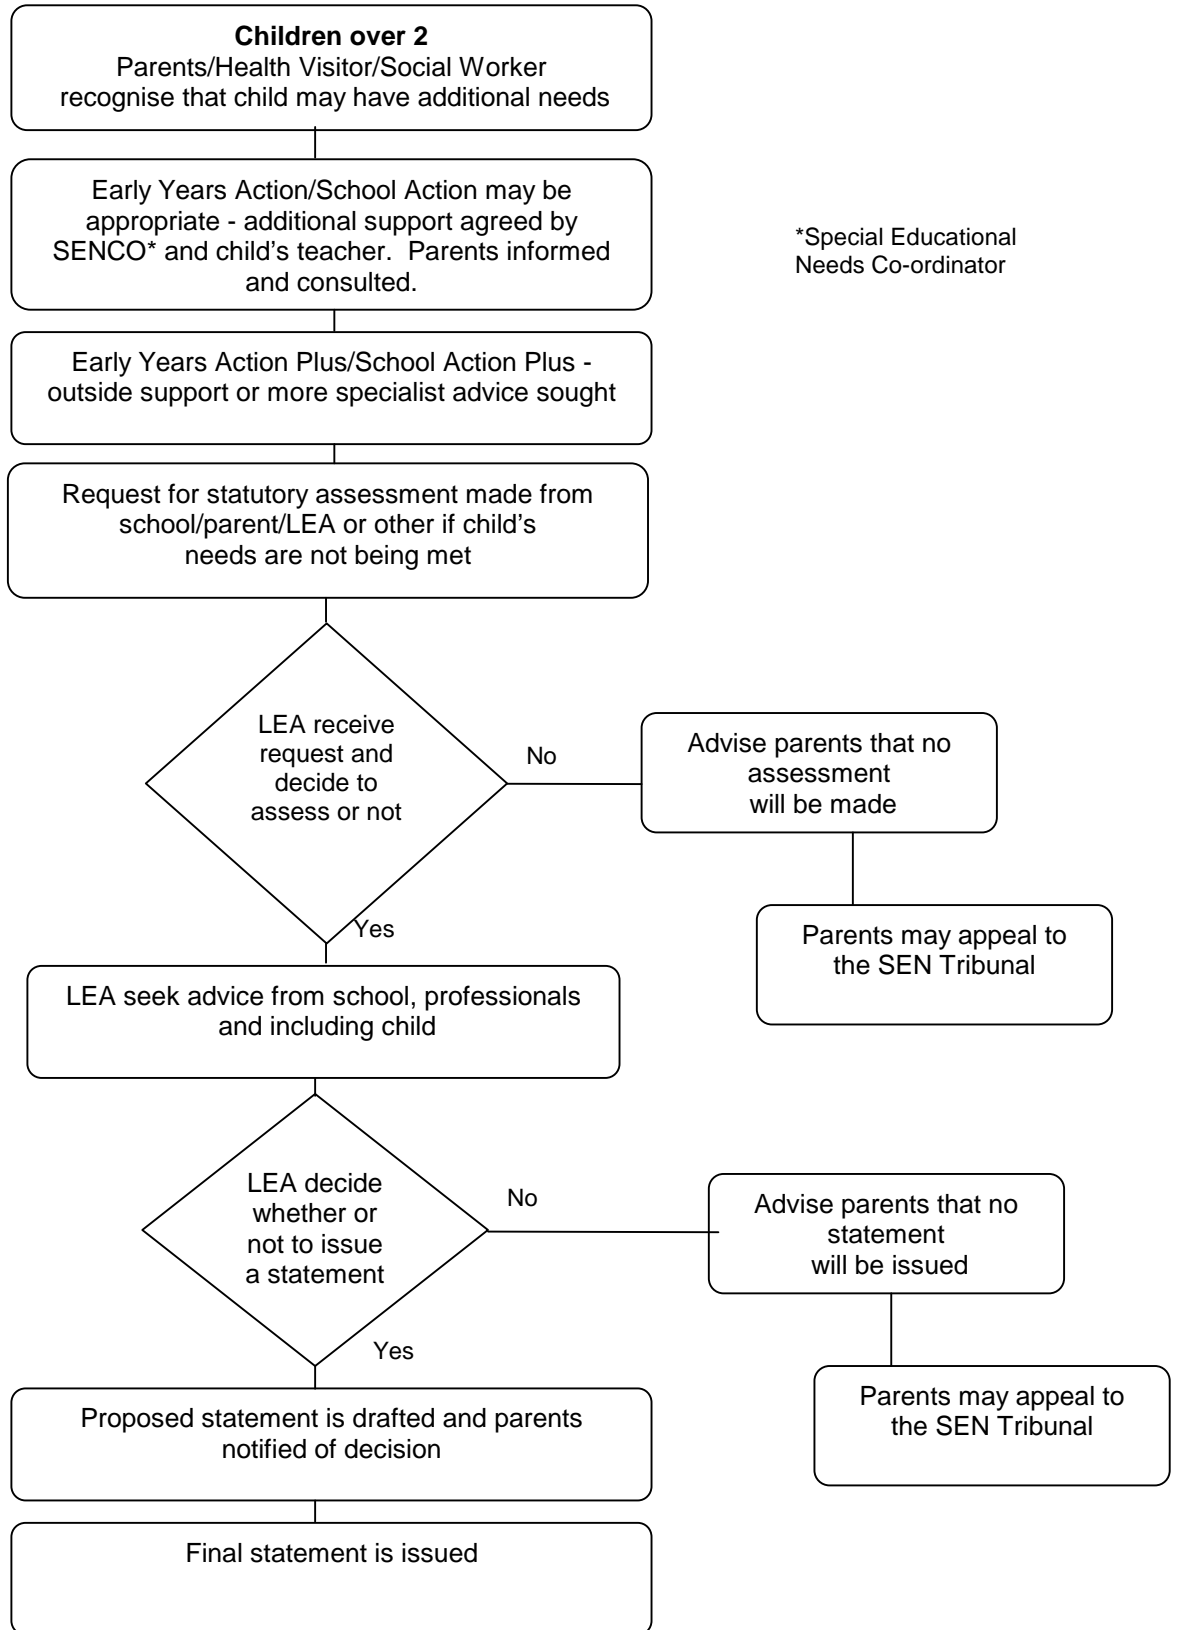 Children over 2
Parents/Health Visitor/Social Worker
recognise that child may have additional needs
Early Years Action/School Action may be
appropriate - additional support agreed by
SENCO* and child’s teacher.  Parents informed
and consulted.
*Special Educational
Needs Co-ordinator
Early Years Action Plus/School Action Plus -
outside support or more specialist advice sought
Request for statutory assessment made from
school/parent/LEA or other if child’s
needs are not being met
LEA receive
request and
decide to
assess or not
No
Advise parents that no
assessment
will be made
Parents may appeal to
the SEN Tribunal
Yes
LEA seek advice from school, professionals
and including child
LEA decide
whether or
not to issue
a statement
No
Advise parents that no
statement
will be issued
Parents may appeal to
the SEN Tribunal
Yes
Proposed statement is drafted and parents
notified of decision
Final statement is issued